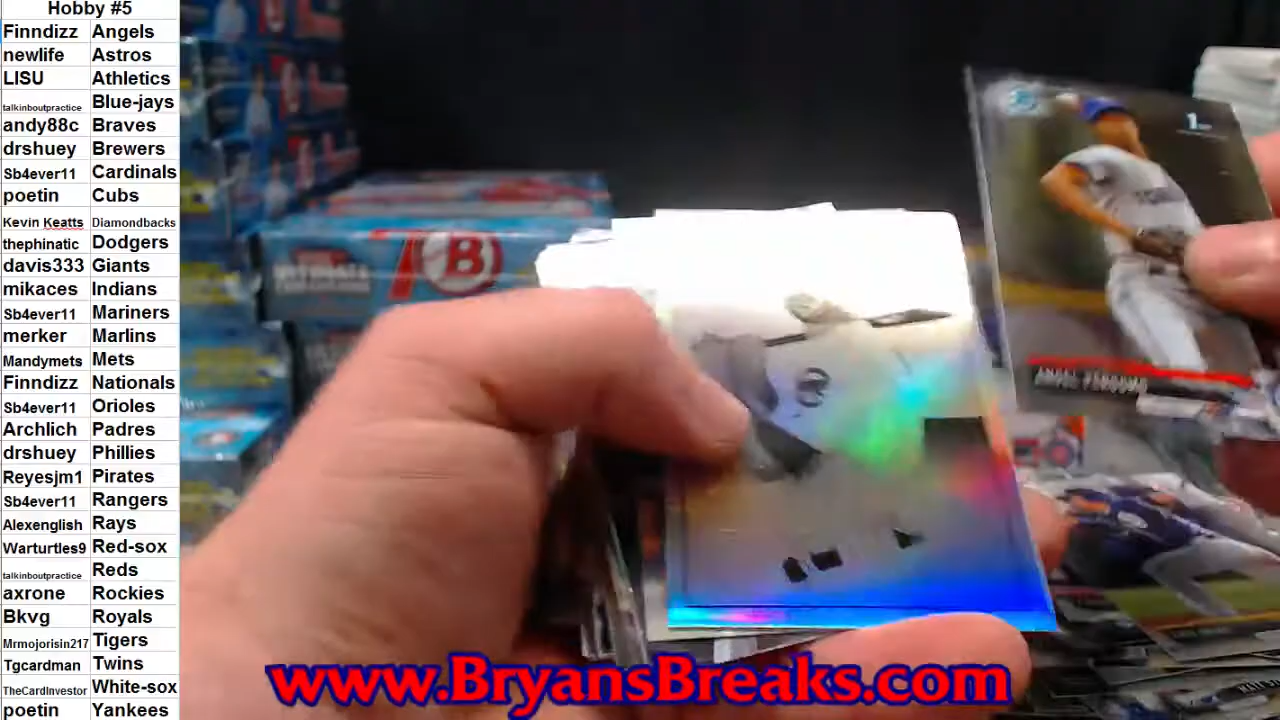 Hobby #5
Finndizz Angels
newlife Astros
LISU Athletics
talkinboutpractice Blue-jays
andy88c Braves
drshuey Brewers
Sb4ever11 Cardinals
poetin Cubs
Kevin Keatts Diamondbacks
thephinatic Dodgers
davis333 Giants
mikaces Indians
Sb4ever11 Mariners
merker Marlins
Mandymets Mets
Finndizz Nationals
Sb4ever11 Orioles
Archlich Padres
drshuey Phillies
Reyesjm1 Pirates
Sb4ever11 Rangers
Alexenglish Rays
Warturtles9 Red-sox
talkinboutpractice Reds
axrone Rockies
Bkvg Royals
Mrmojorisin217 Tigers
Tgcardman Twins
TheCardInvestor White-sox
poetin Yankees
B
1
ANGEL PERDOMO
www.BryansBreaks.com